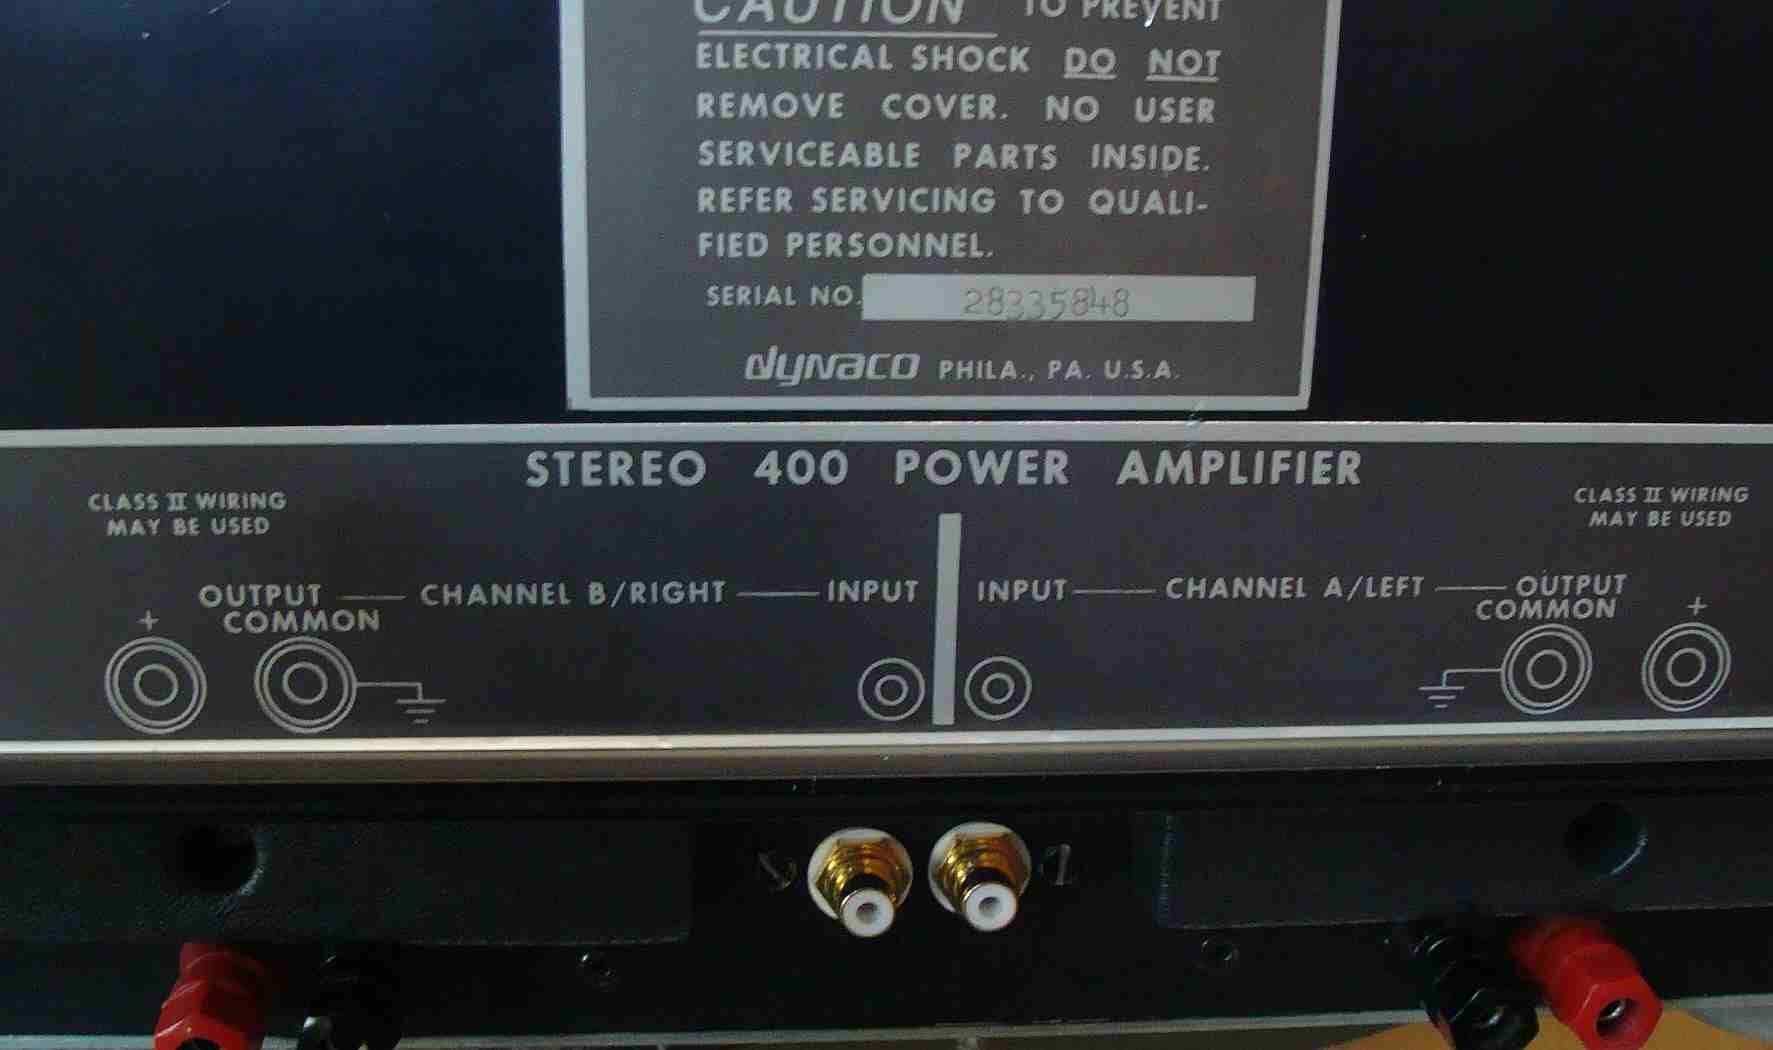 CAUTION TO PREVENT
ELECTRICAL SHOCK DO NOT
REMOVE COVER. NO USER
SERVICEABLE PARTS INSIDE.
REFER SERVICING TO QUALI-
FIED PERSONNEL.
SERIAL NO. 28335848
dynaco PHILA., PA. U.S.A.
STEREO 400 POWER AMPLIFIER
CLASS II WIRING
MAY BE USED
CLASS II WIRING
MAY BE USED
OUTPUT — CHANNEL B/RIGHT — INPUT
COMMON
+
INPUT — CHANNEL A/LEFT — OUTPUT
COMMON
+